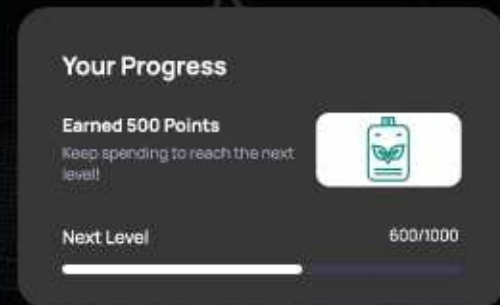 Your Progress
Earned 500 Points
Keep spending to reach the next
level!
Next Level
600/1000